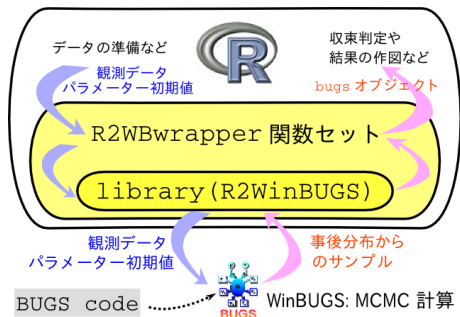 データの準備など
観測データ
パラメーター初期値
R
収束判定や
結果の作図など
bugs オブジェクト
R2WBwrapper 関数セット
library(R2WinBUGS)
観測データ
パラメーター初期値
事後分布から
のサンプル
BUGS code
BUGS
WinBUGS: MCMC 計算